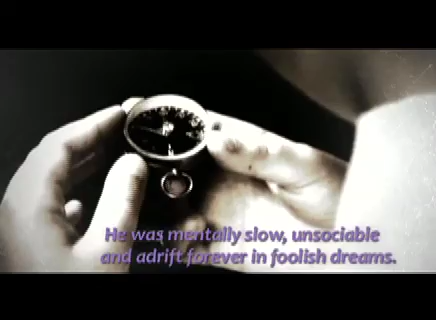 He was mentally slow, unsociable
and adrift forever in foolish dreams.